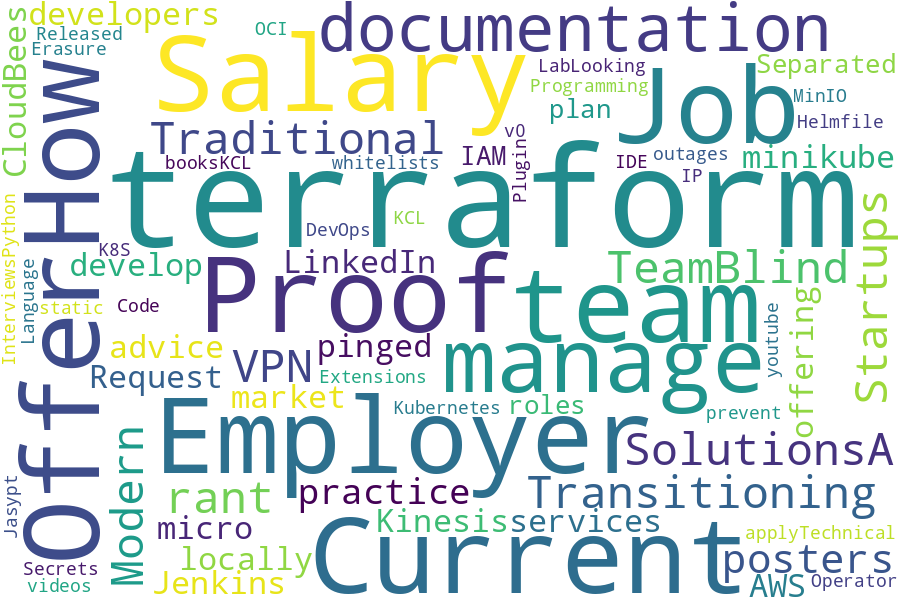 developers
Released
Erasure
OCI
documentation
Salary
CloudBees
OfferHow
LabLooking
Programming
Separated
Job
plan
MinIO
Helmfile
Traditional
vO
Plugin
IAM
IDE
outages
IP
minikube
booksKCL
whitelists
terraform
KCL
DevOps
K8S
develop
LinkedIn
TeamBlind
Startups
InterviewsPython
Language
static
Code
Proof
team
youtube
offering
advice
pinged
manage
Request
VPN
Extensions
market
Kubernetes
roles
prevent
Employer
SolutionsA
Modern
Jasypt
rant
practice
Transitioning
micro
Kinesis
services
Current
applyTechnical
locally
posters
Secrets
videos
Jenkins
AWS
Operator